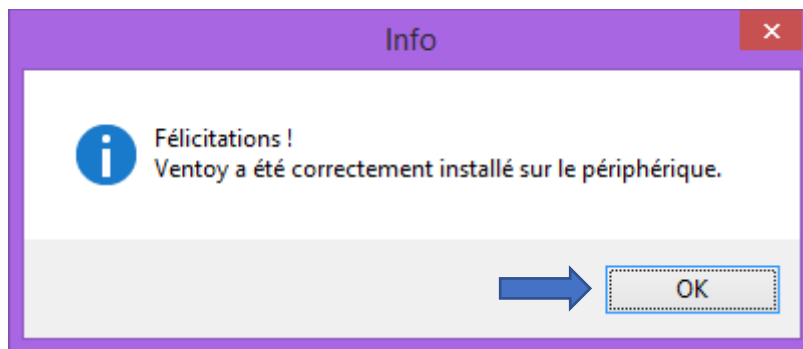 Info
Félicitations !
Ventoy a été correctement installé sur le périphérique.
OK